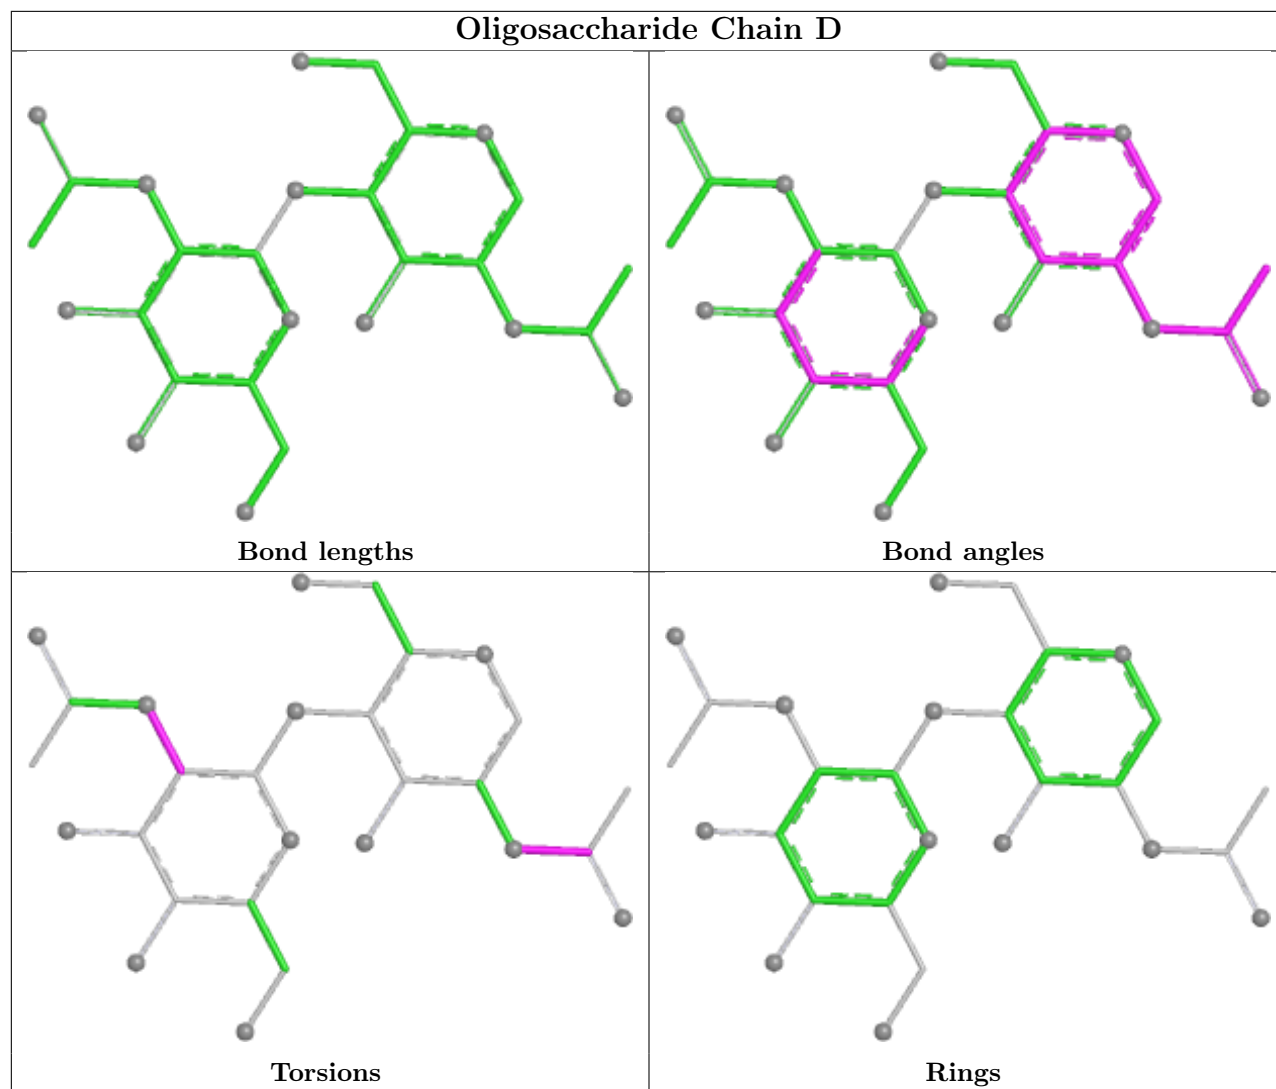 Oligosaccharide Chain D
Bond lengths
Bond angles
Torsions
Rings